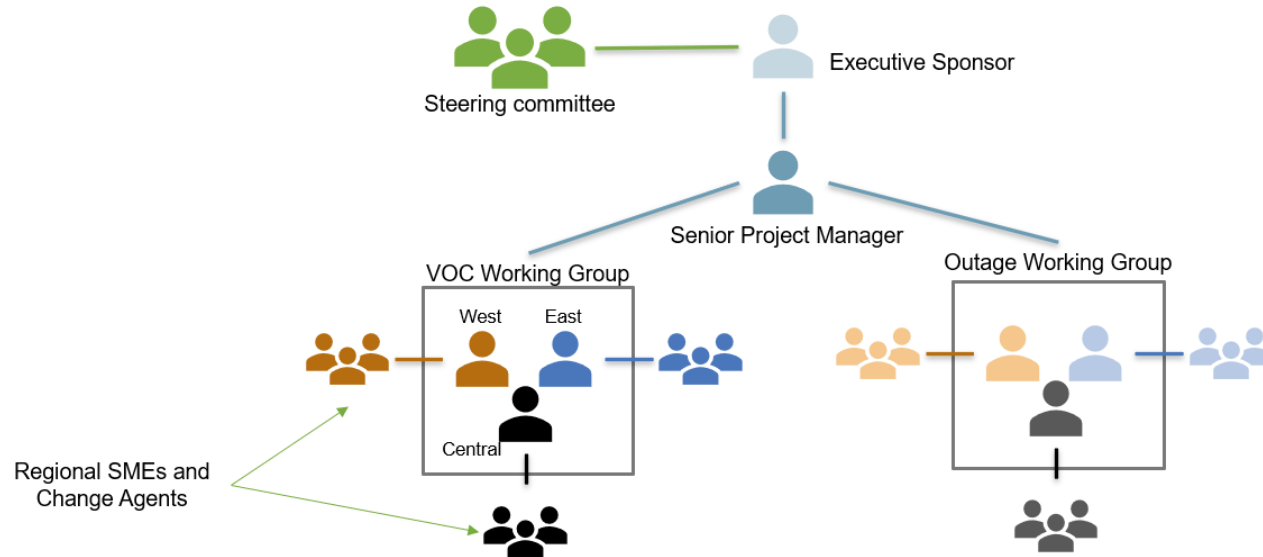 Executive Sponsor
Steering committee
Senior Project Manager
VOC Working Group
Outage Working Group
West
East
Central
Regional SMEs and
Change Agents